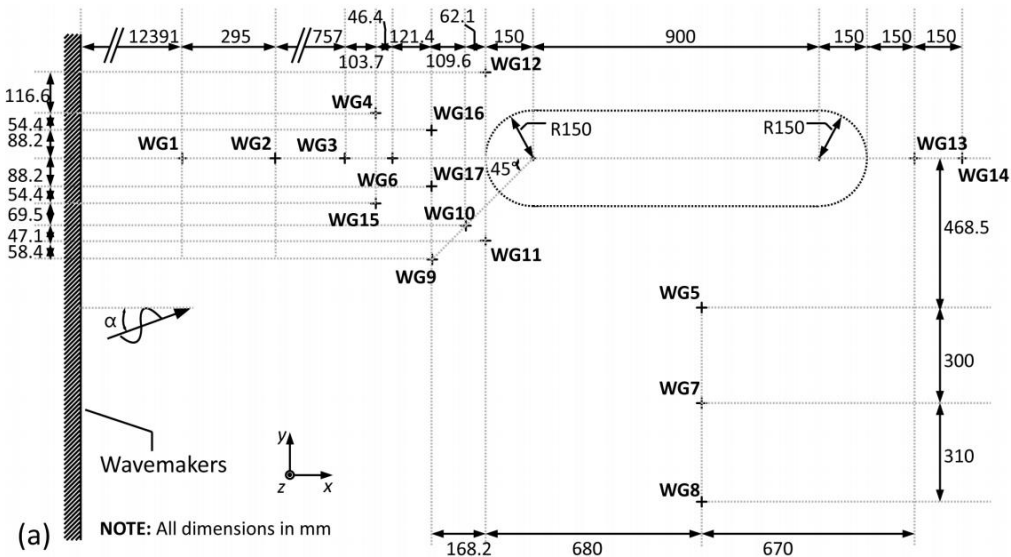 46.4
62.1
12391
295
757
121.4
150
900
150
150
150
103.7
109.6
WG12
116.6
WG4
WG16
54.4
88.2
R150
R150
WG1
WG2
WG3
WG13
45°
88.2
WG6
WG17
WG14
54.4
WG15
WG10
69.5
468.5
47.1
WG11
58.4
WG9
WG5
α
300
WG7
y
310
Wavemakers
z
x
WG8
(a)
NOTE: All dimensions in mm
168.2
680
670